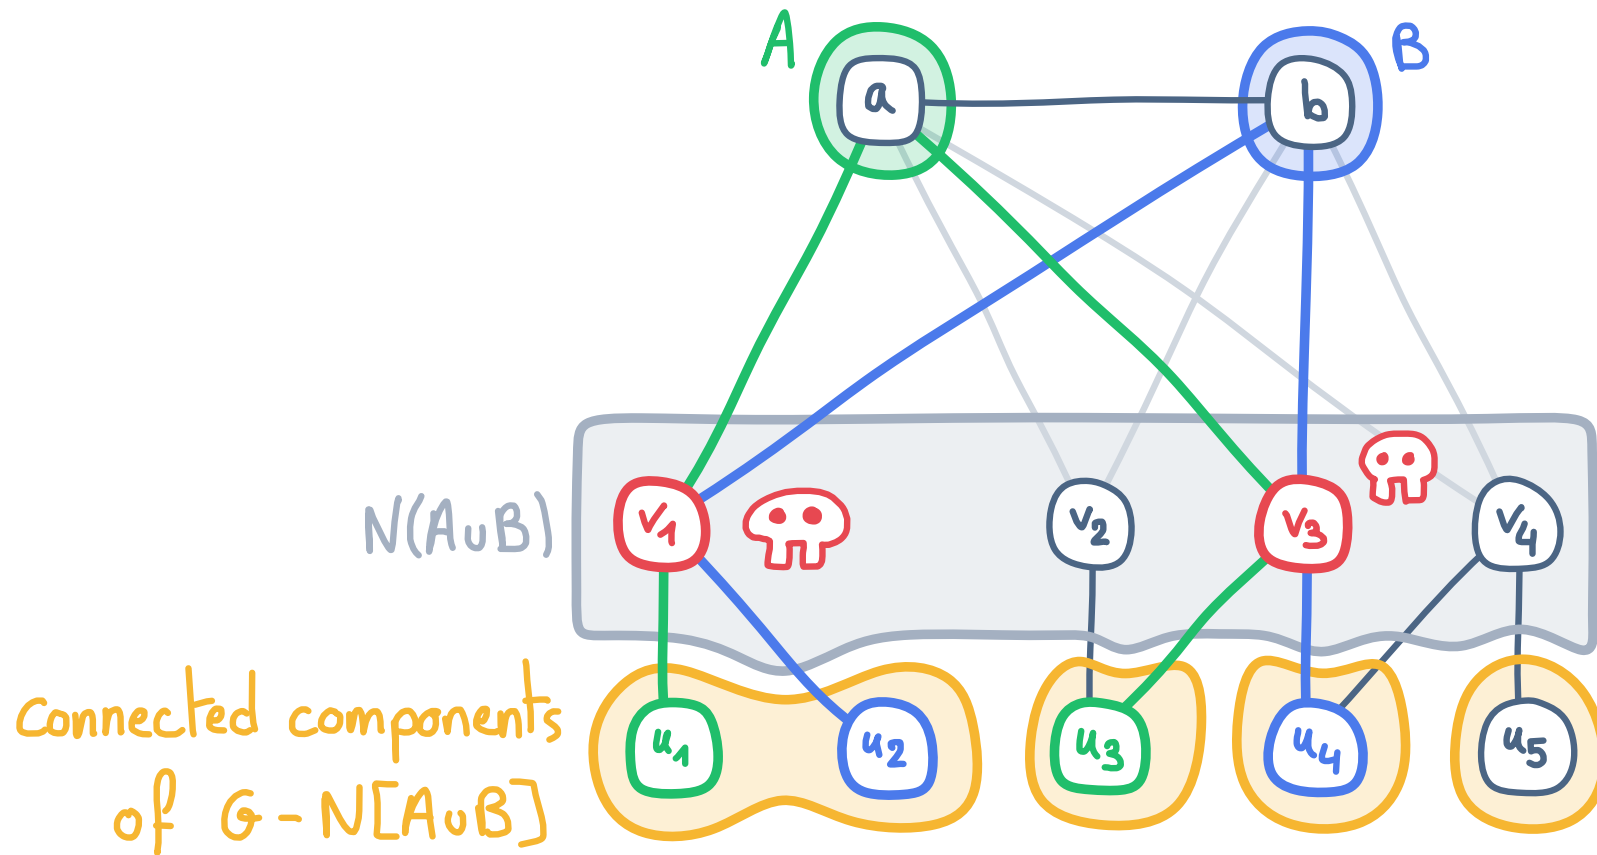 A
a
b
B
N(A∪B)
v1
v2
v3
v4
connected components
of G - N[A∪B]
u1
u2
u3
u4
u5